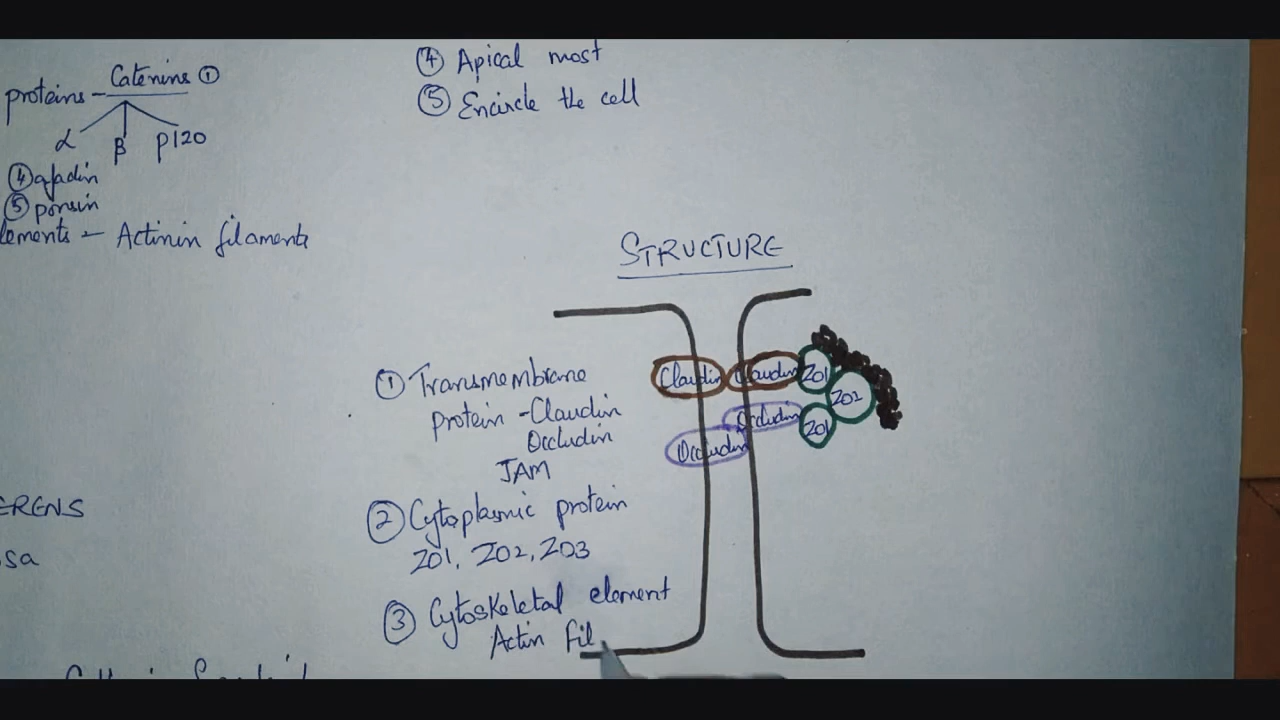 proteins - Catenins ①
α β p120
④ afadin
⑤ ponsin
lements - Actinin filaments
ERENS
sa
④ Apical most
⑤ Encircle the cell
STRUCTURE
① Transmembrane
protein - Claudin
Occludin
JAM
② Cytoplasmic protein
ZO1, ZO2, ZO3
③ Cytoskeletal element
Actin fil
Claudin Claudin ZO1
ZO2
Occludin ZO1
Occludin